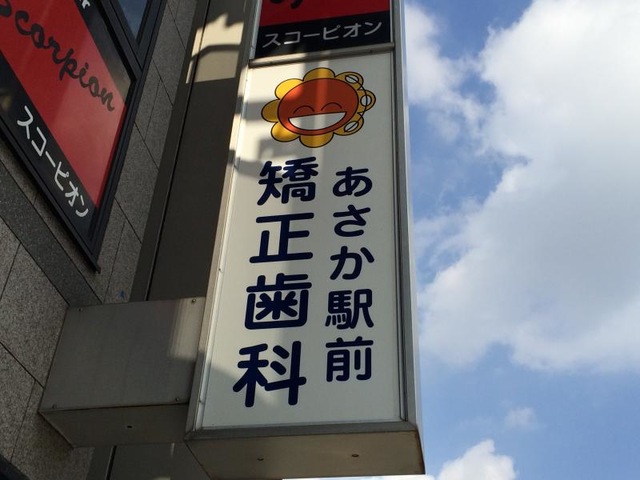 Scorpion
スコーピオン
スコーピオン
あさか駅前
矯正歯科